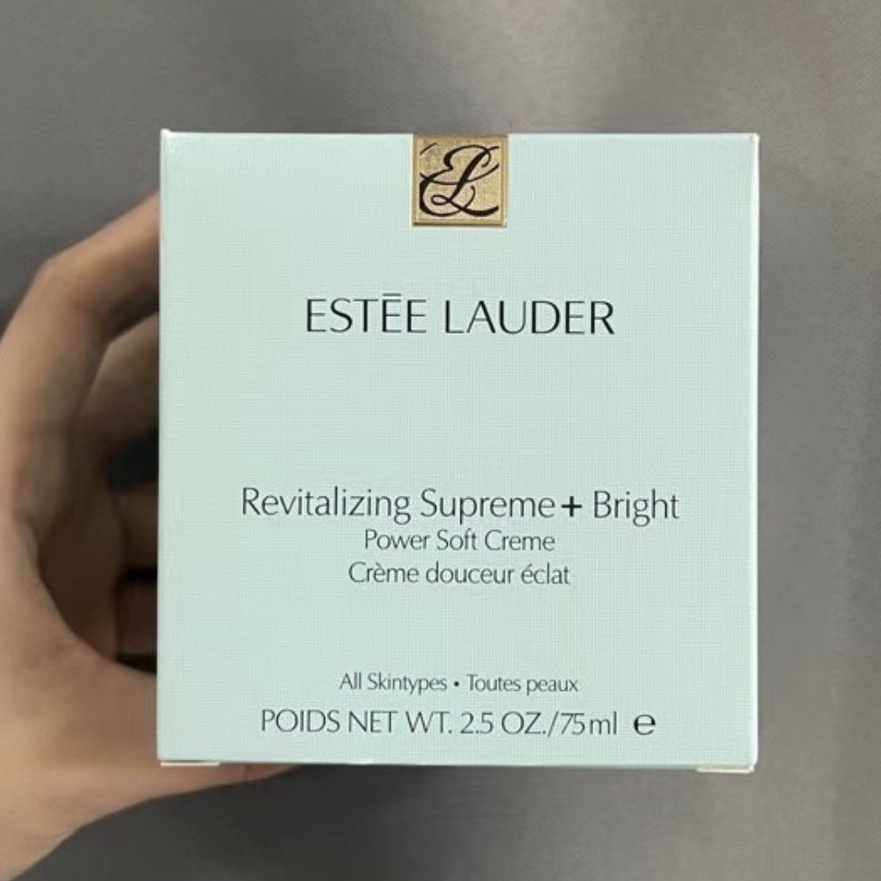 EL
ESTĒE LAUDER
Revitalizing Supreme+ Bright
Power Soft Creme
Crème douceur éclat
All Skintypes • Toutes peaux
POIDS NET WT. 2.5 OZ./75ml ℮